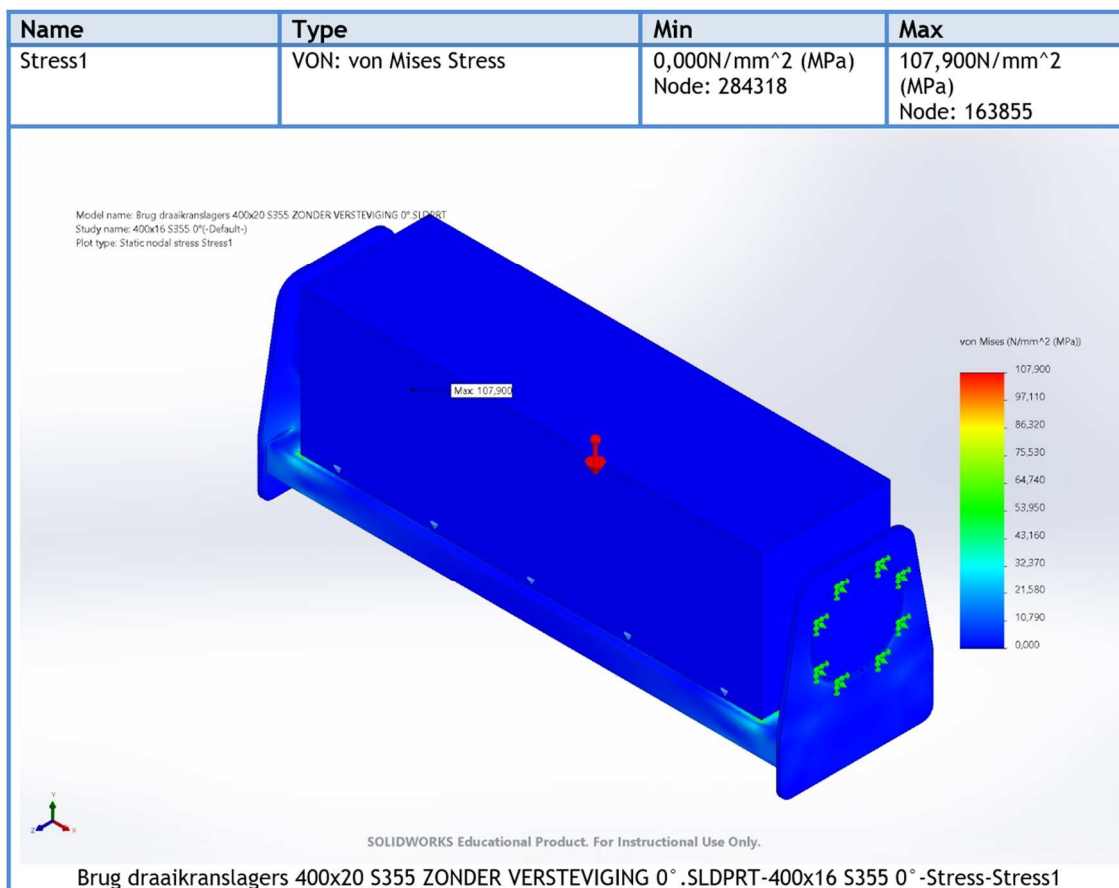 Name Type Min Max
Stress1 VON: von Mises Stress 0,000N/mm^2 (MPa) 107,900N/mm^2
Node: 284318 (MPa)
Node: 163855
Model name: Brug draaikranslagers 400x20 S355 ZONDER VERSTEVIGING 0°.SLDPRT
Study name: 400x16 S355 0°(-Default-)
Plot type: Static nodal stress Stress1
von Mises (N/mm^2 (MPa))
107,900
97,110
86,320
75,530
64,740
53,950
43,160
32,370
21,580
10,790
0,000
Max: 107,900
Y
Z X
SOLIDWORKS Educational Product. For Instructional Use Only.
Brug draaikranslagers 400x20 S355 ZONDER VERSTEVIGING 0°.SLDPRT-400x16 S355 0°-Stress-Stress1